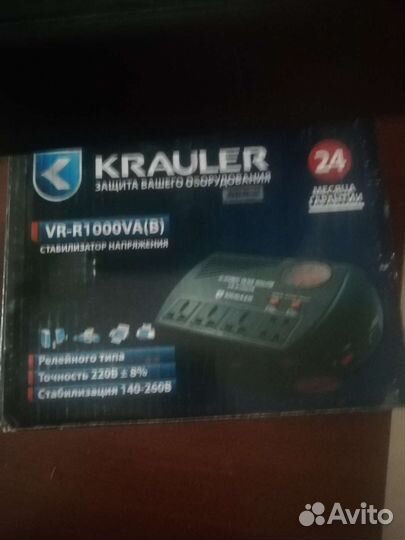 KRAULER
ЗАЩИТА ВАШЕГО ОБОРУДОВАНИЯ
24
МЕСЯЦА
ГАРАНТИИ
VR-R1000VA(B)
СТАБИЛИЗАТОР НАПРЯЖЕНИЯ
KRAULER
Релейного типа
Точность 220В ± 8%
Стабилизация 140-260В
Avito